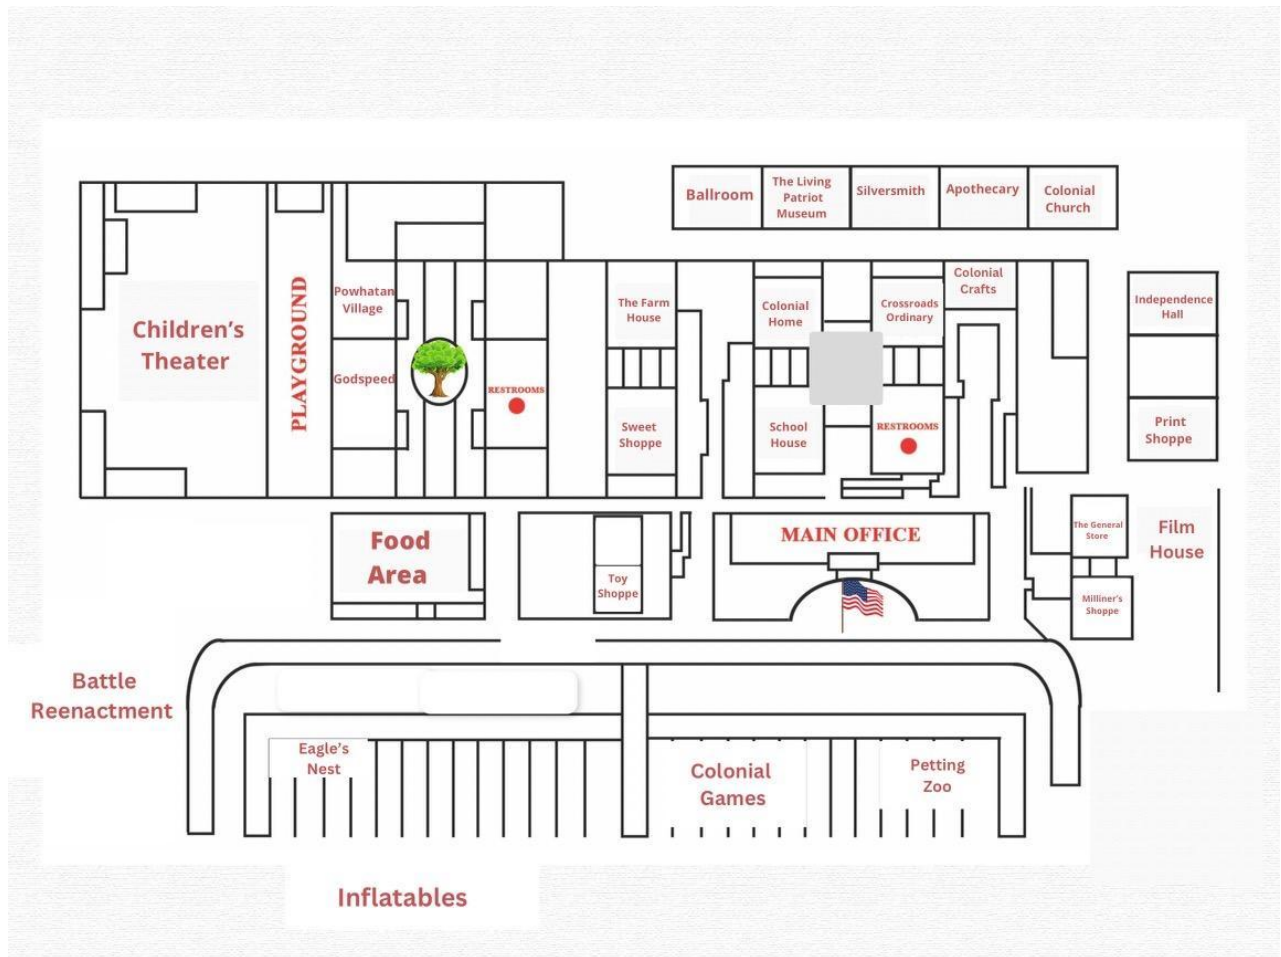 Ballroom
The Living
Patriot
Museum
Silversmith
Apothecary
Colonial
Church
Children's
Theater
PLAYGROUND
Powhatan
Village
Godspeed
RESTROOMS
The Farm
House
Sweet
Shoppe
Colonial
Home
School
House
Crossroads
Ordinary
RESTROOMS
Colonial
Crafts
Independence
Hall
Print
Shoppe
Food
Area
Toy
Shoppe
MAIN OFFICE
The General
Store
Milliner's
Shoppe
Film
House
Battle
Reenactment
Eagle's
Nest
Colonial
Games
Petting
Zoo
Inflatables